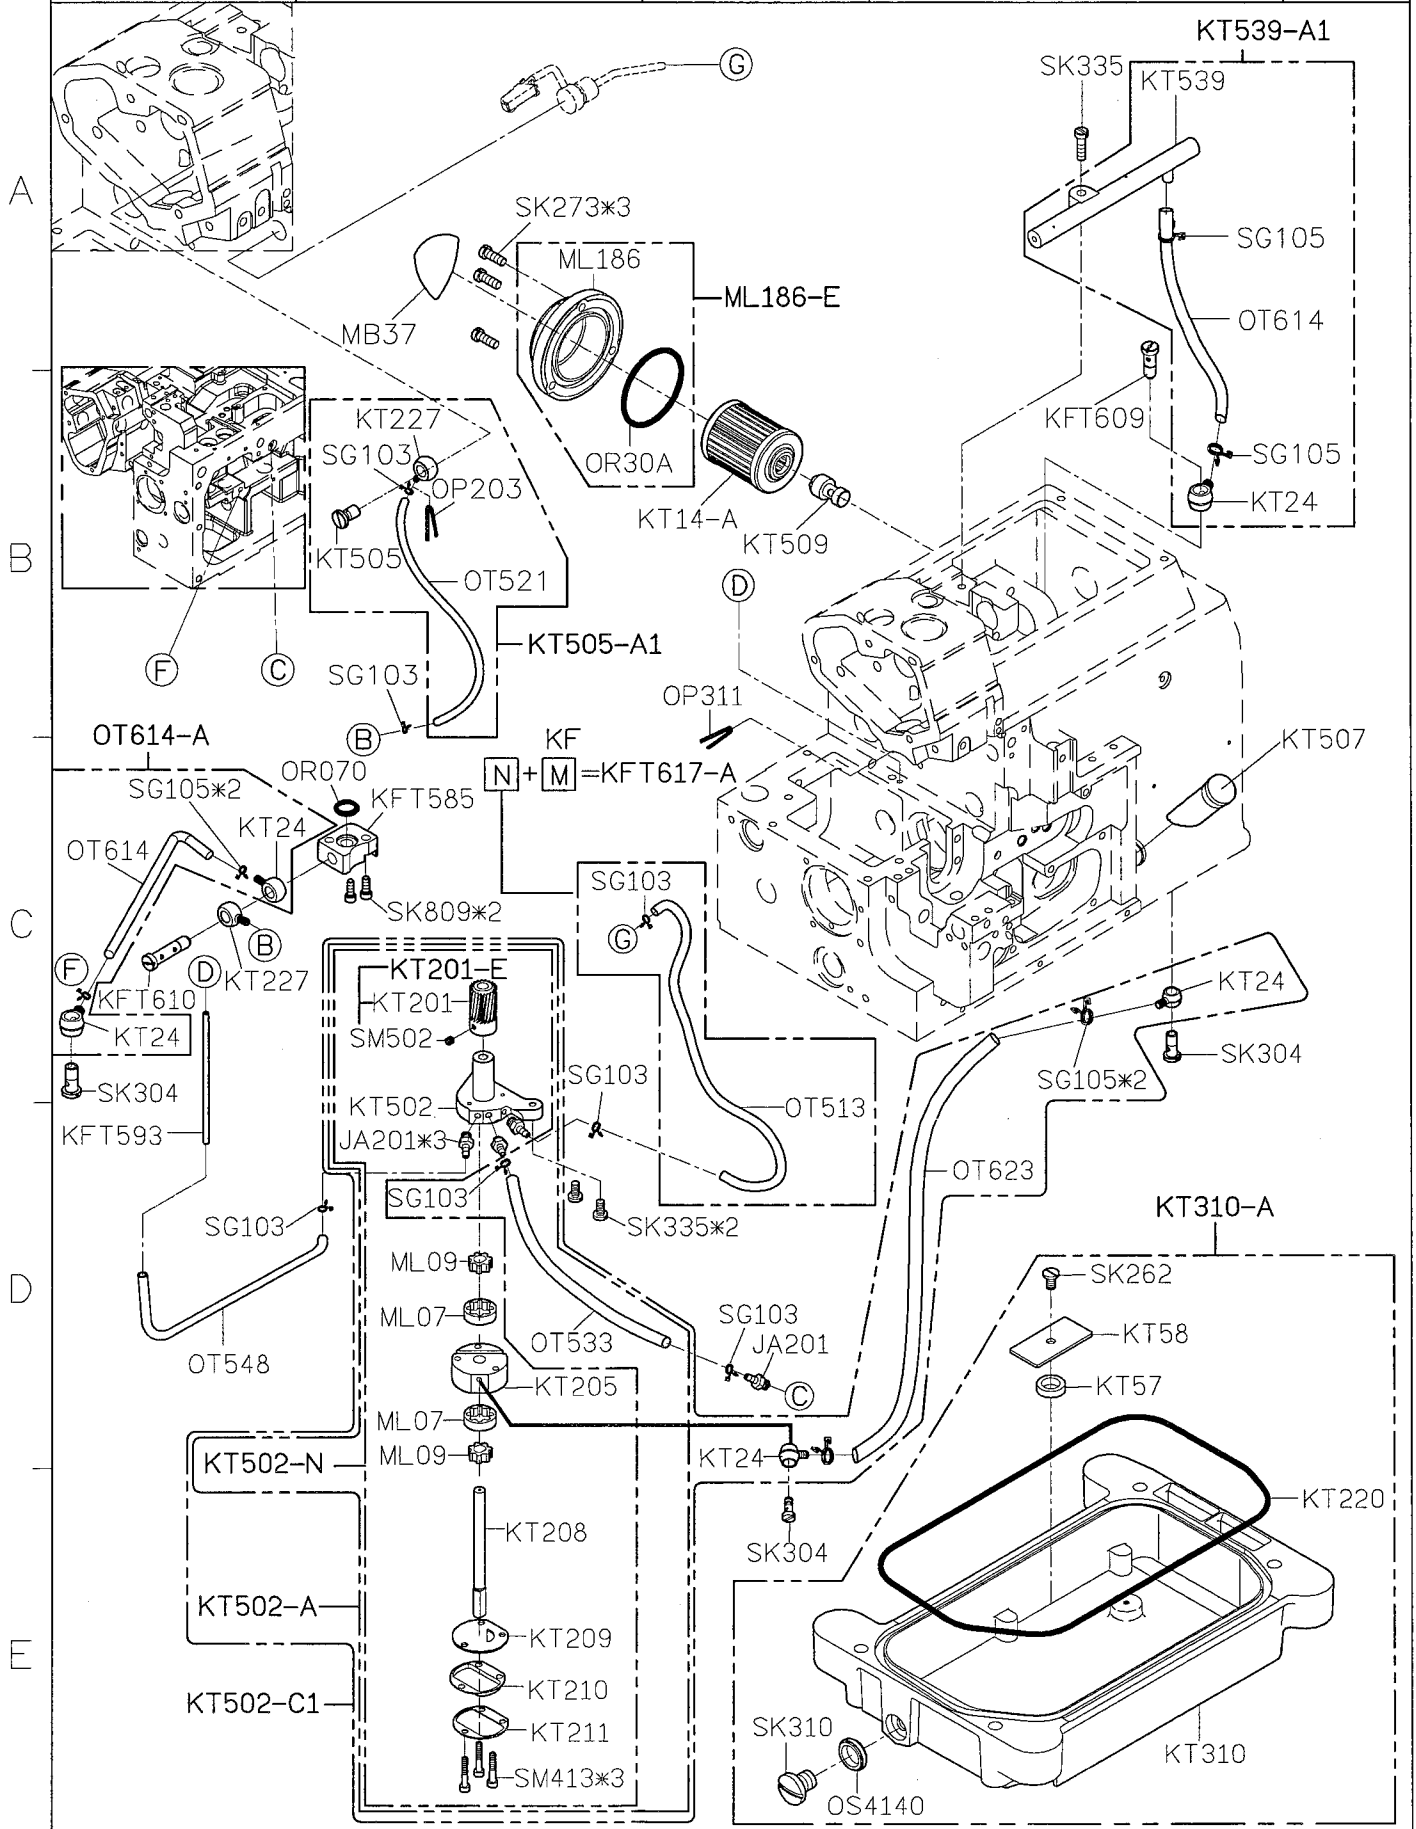 KT539-A1
G
SK335
KT539
A
SK273*3
ML186
SG105
ML186-E
MB37
OT614
KT227
KFT609
SG103
OR30A
SG105
OP203
KT14-A
KT24
KT505
KT509
B
OT521
D
KT505-A1
F
C
SG103
OP311
OT614-A
B
KF
KT507
N + M =KFT617-A
OR070
SG105*2
KFT585
KT24
OT614
SG103
SK809*2
C
B
G
F
D
KT201-E
KFT610
KT227
KT201
KT24
KT24
SM502
SK304
SG103
SG105*2
SK304
KT502
OT513
KFT593
JA201*3
OT623
SG103
SK335*2
KT310-A
SG103
ML09
SK262
D
ML07
SG103
OT533
JA201
KT58
OT548
KT205
KT57
C
ML07
KT502-N
ML09
KT24
KT220
KT208
SK304
KT502-A
KT209
E
KT210
KT502-C1
KT211
SK310
KT310
SM413*3
OS4140